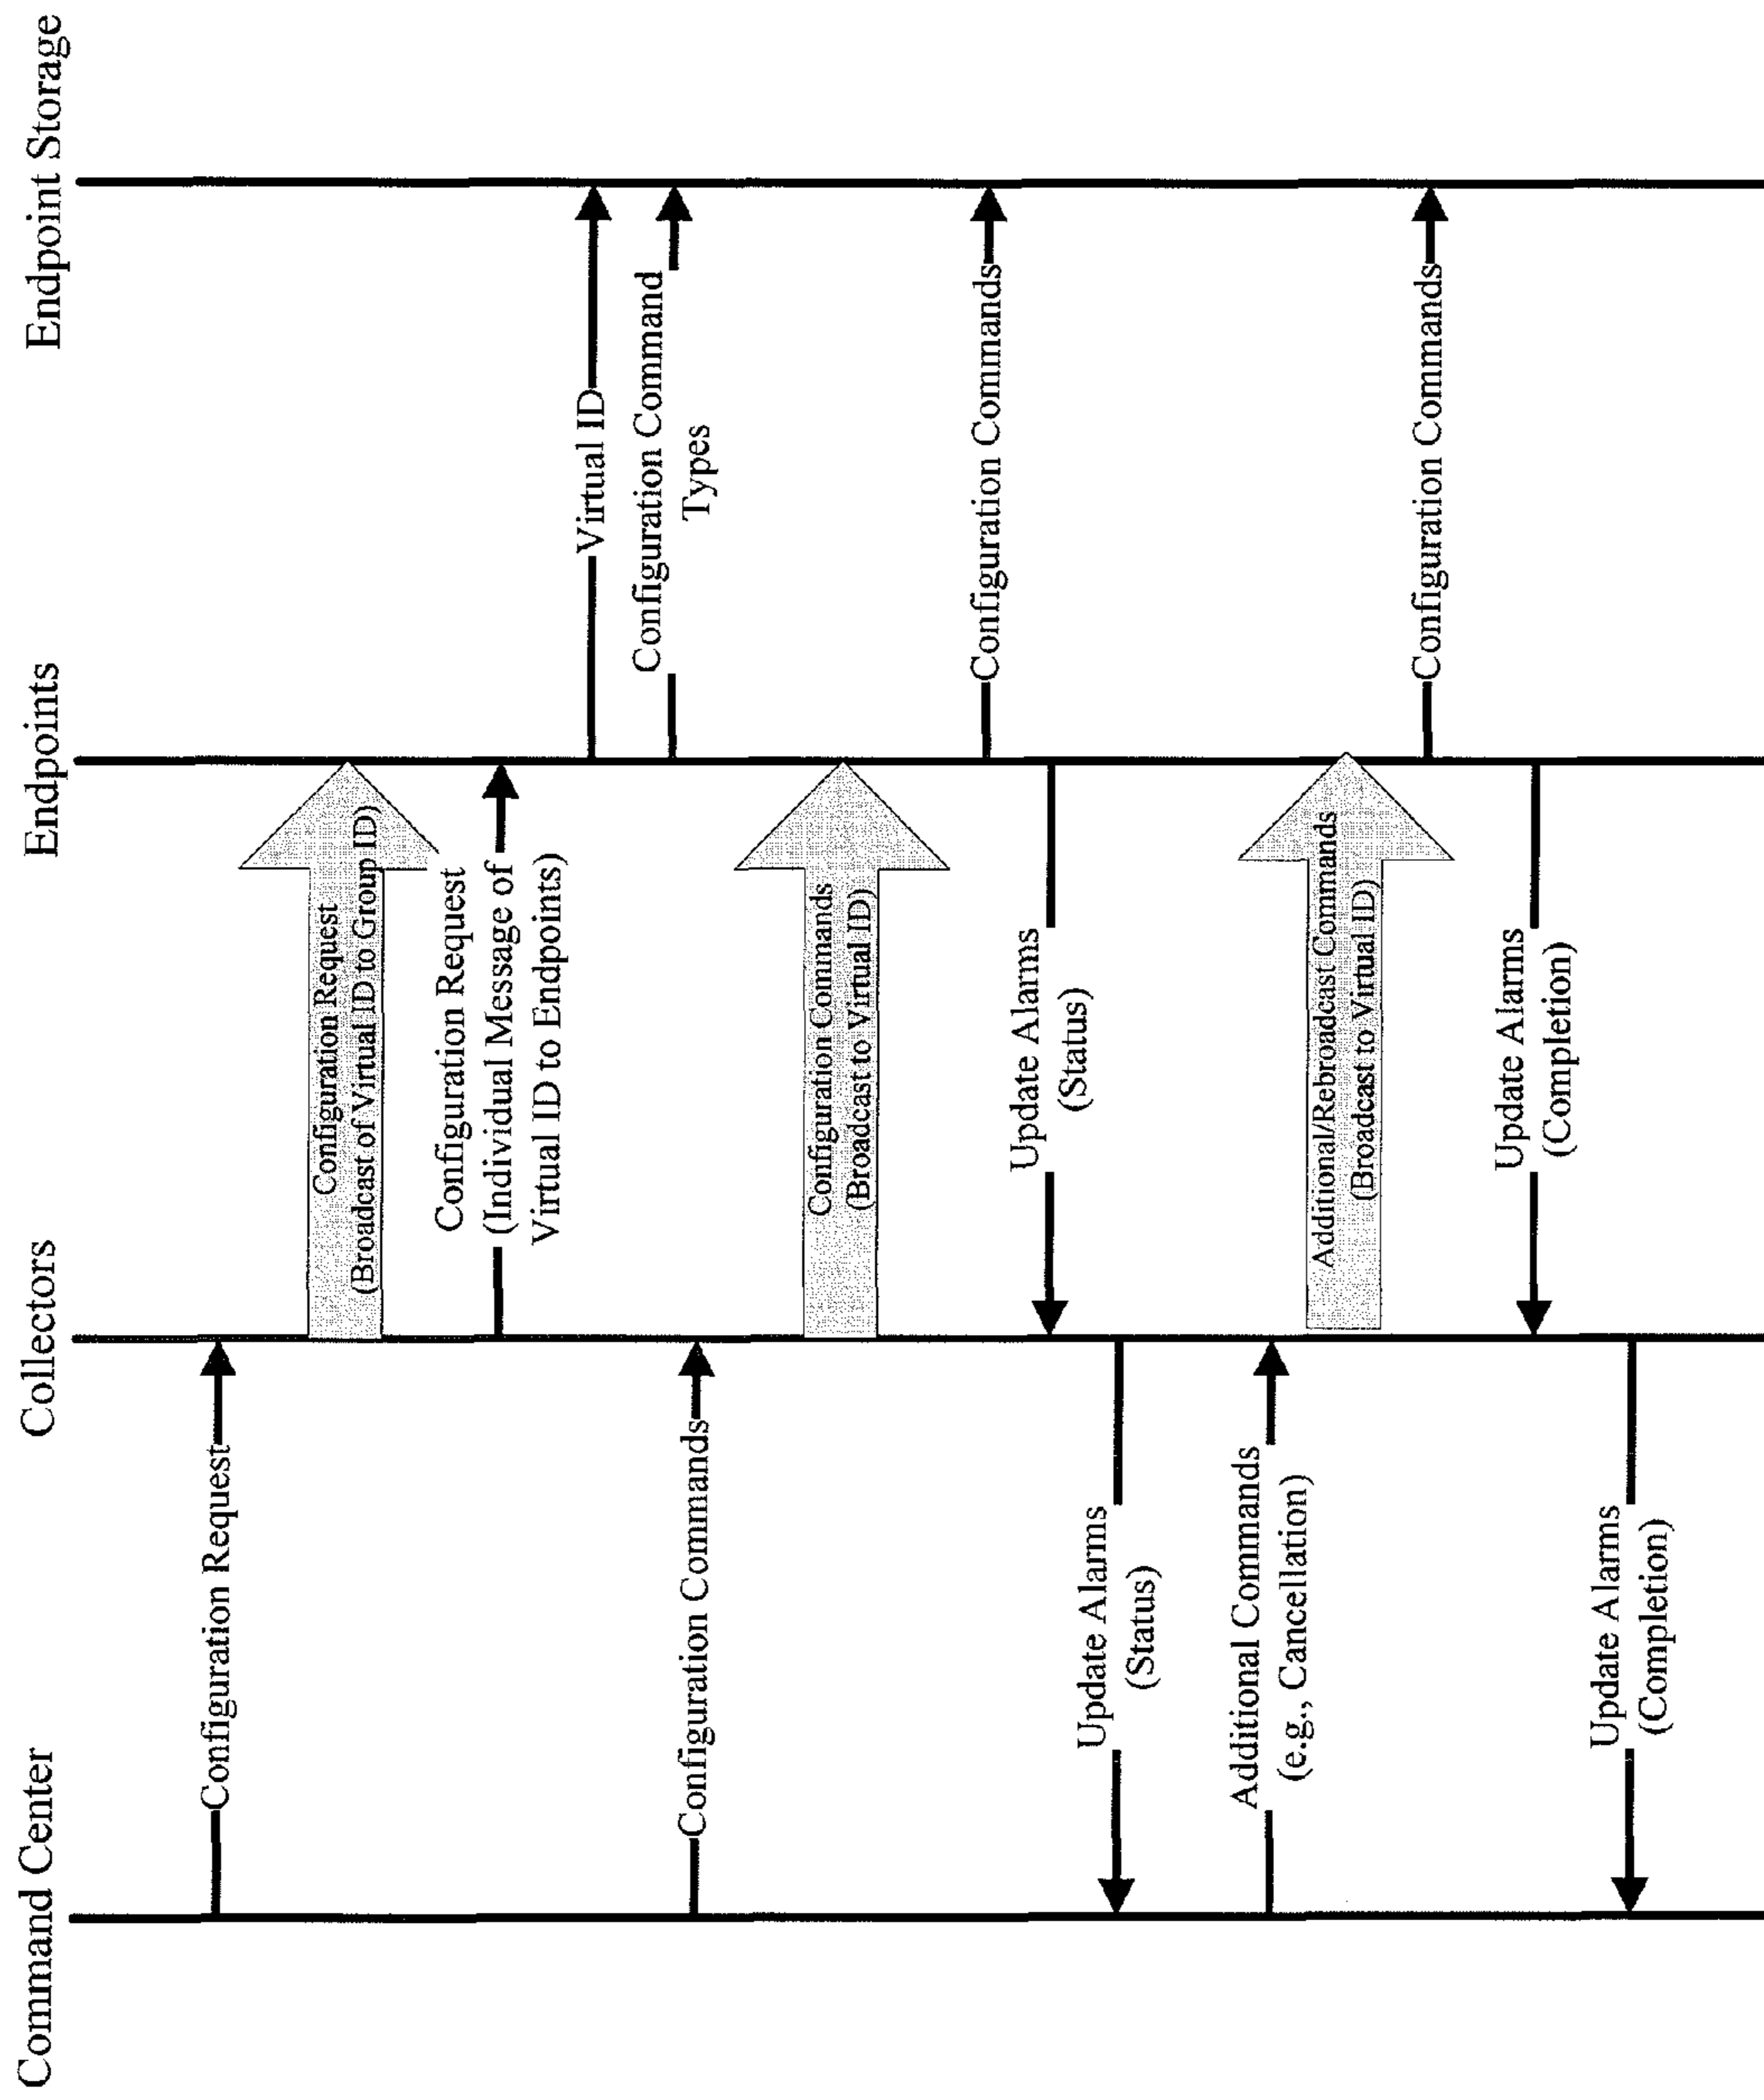 Command Center
Collectors
Endpoints
Endpoint Storage
Configuration Request
Configuration Request
(Broadcast of Virtual ID to Group ID)
Configuration Request
(Individual Message of
Virtual ID to Endpoints)
Virtual ID
Configuration Command
Types
Configuration Commands
Configuration Commands
(Broadcast to Virtual ID)
Configuration Commands
Update Alarms
(Status)
Update Alarms
(Status)
Additional Commands
(e.g., Cancellation)
Additional/Rebroadcast Commands
(Broadcast to Virtual ID)
Configuration Commands
Update Alarms
(Completion)
Update Alarms
(Completion)